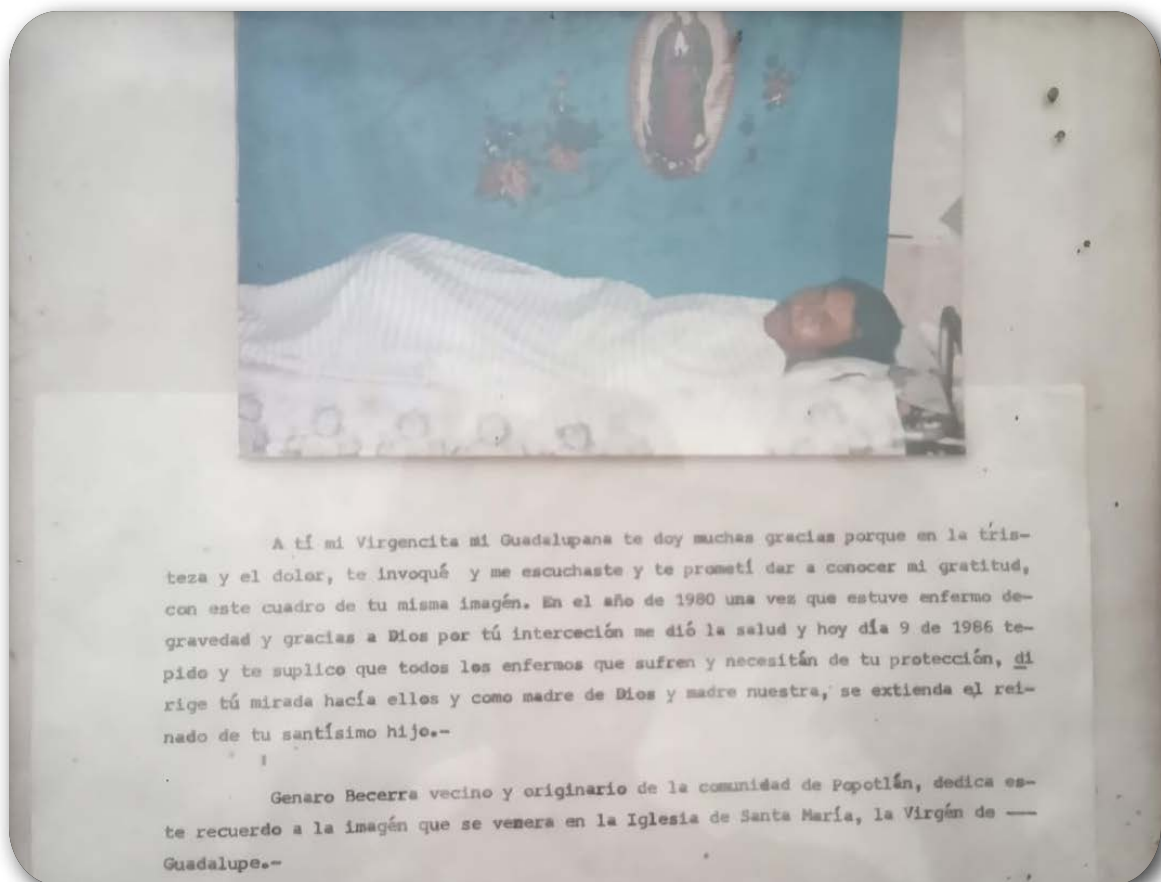 A tí mi Virgencita mi Guadalupana te doy muchas gracias porque en la tris-
teza y el dolor, te invoqué y me escuchaste y te prometí dar a conocer mi gratitud,
con este cuadro de tu misma imagén. En el año de 1980 una vez que estuve enfermo de-
gravedad y gracias a Dios por tú interceción me dió la salud y hoy día 9 de 1986 te-
pido y te suplico que todos los enfermos que sufren y necesitán de tu protección, di
rige tú mirada hacía ellos y como madre de Dios y madre nuestra, se extienda el rei-
nado de tu santísimo hijo.-
Genaro Becerra vecino y originario de la comunidad de Popotlán, dedica es-
te recuerdo a la imagén que se venera en la Iglesia de Santa María, la Virgén de ---
Guadalupe.-